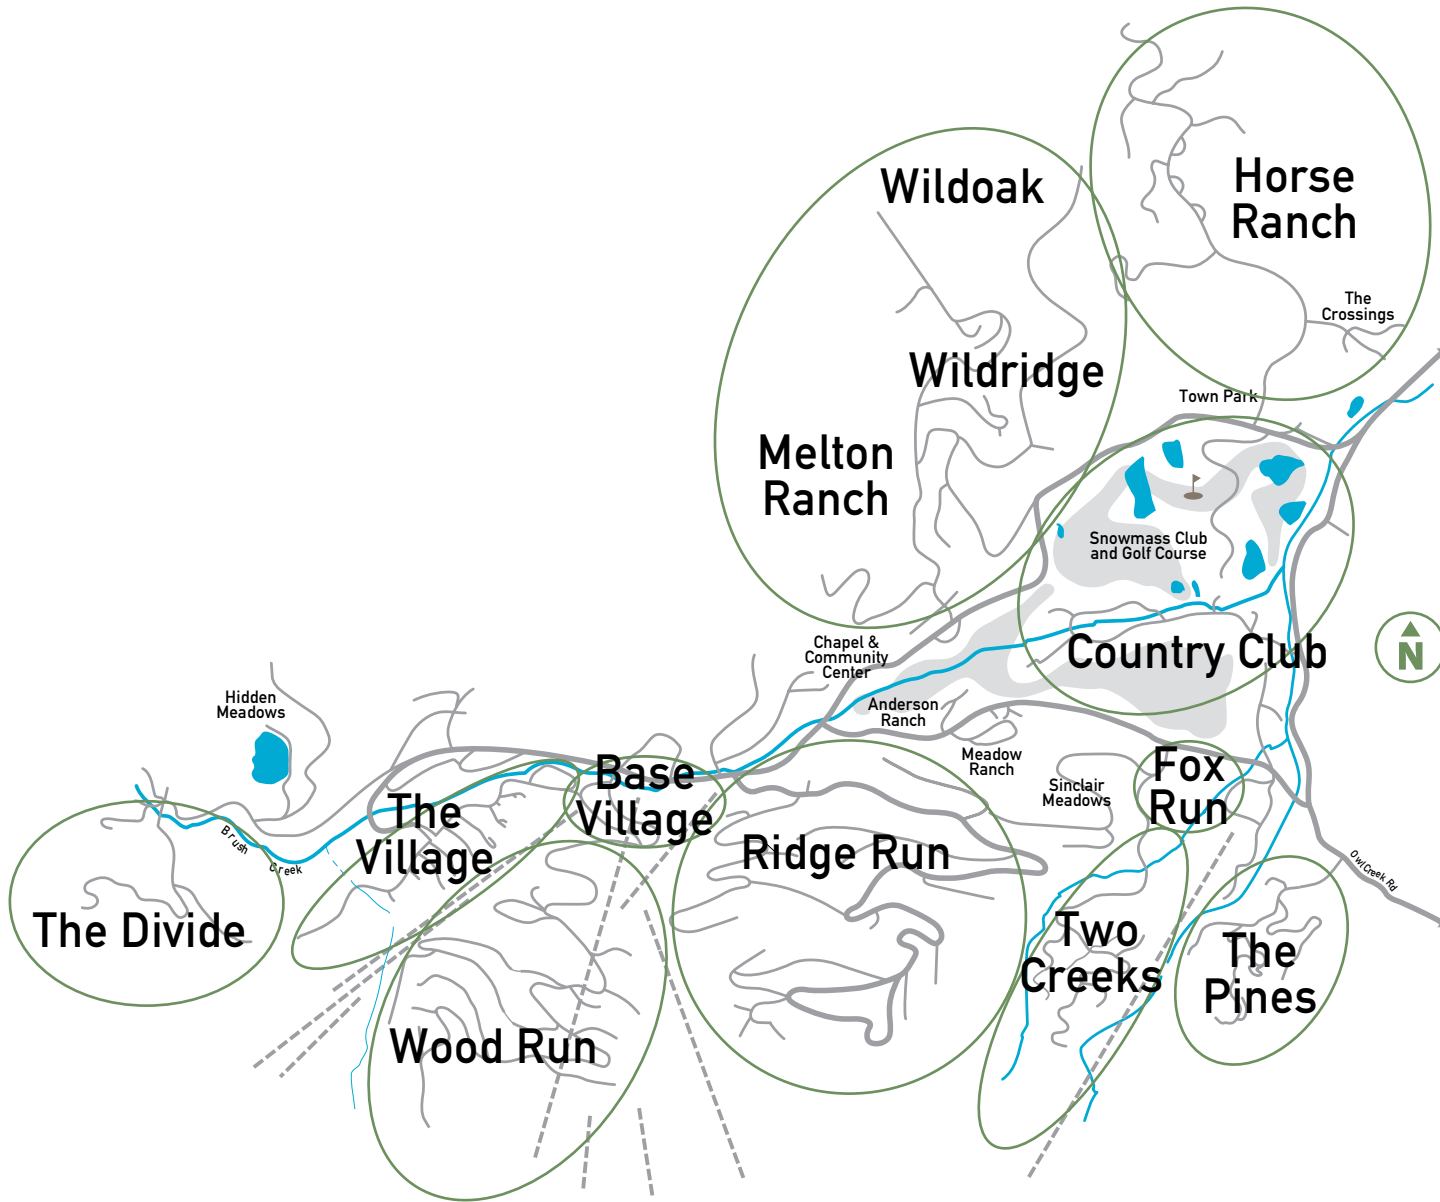 Wildoak
Horse
Ranch
The
Crossings
Wildridge
Town Park
Melton
Ranch
Snowmass Club
and Golf Course
Country Club
N
Chapel &
Community
Center
Hidden
Meadows
Anderson
Ranch
Meadow
Ranch
Sinclair
Meadows
Fox
Run
Base
Village
The
Village
Brush
Creek
Ridge Run
Owl Creek Rd
The Divide
Two
Creeks
The
Pines
Wood Run